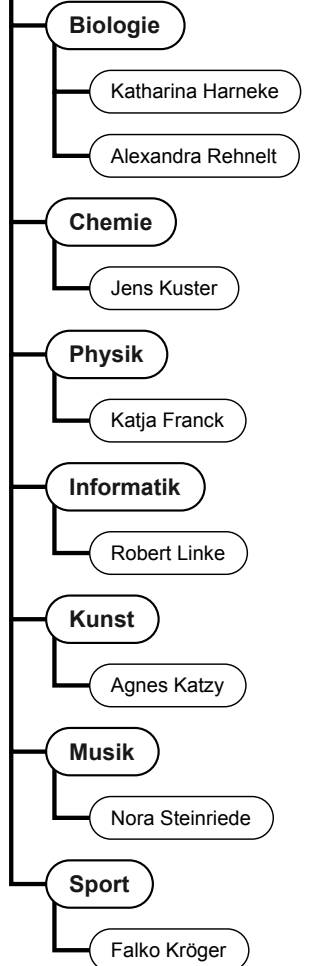 Biologie
Katharina Harneke
Alexandra Rehnelt
Chemie
Jens Kuster
Physik
Katja Franck
Informatik
Robert Linke
Kunst
Agnes Katzy
Musik
Nora Steinriede
Sport
Falko Kröger